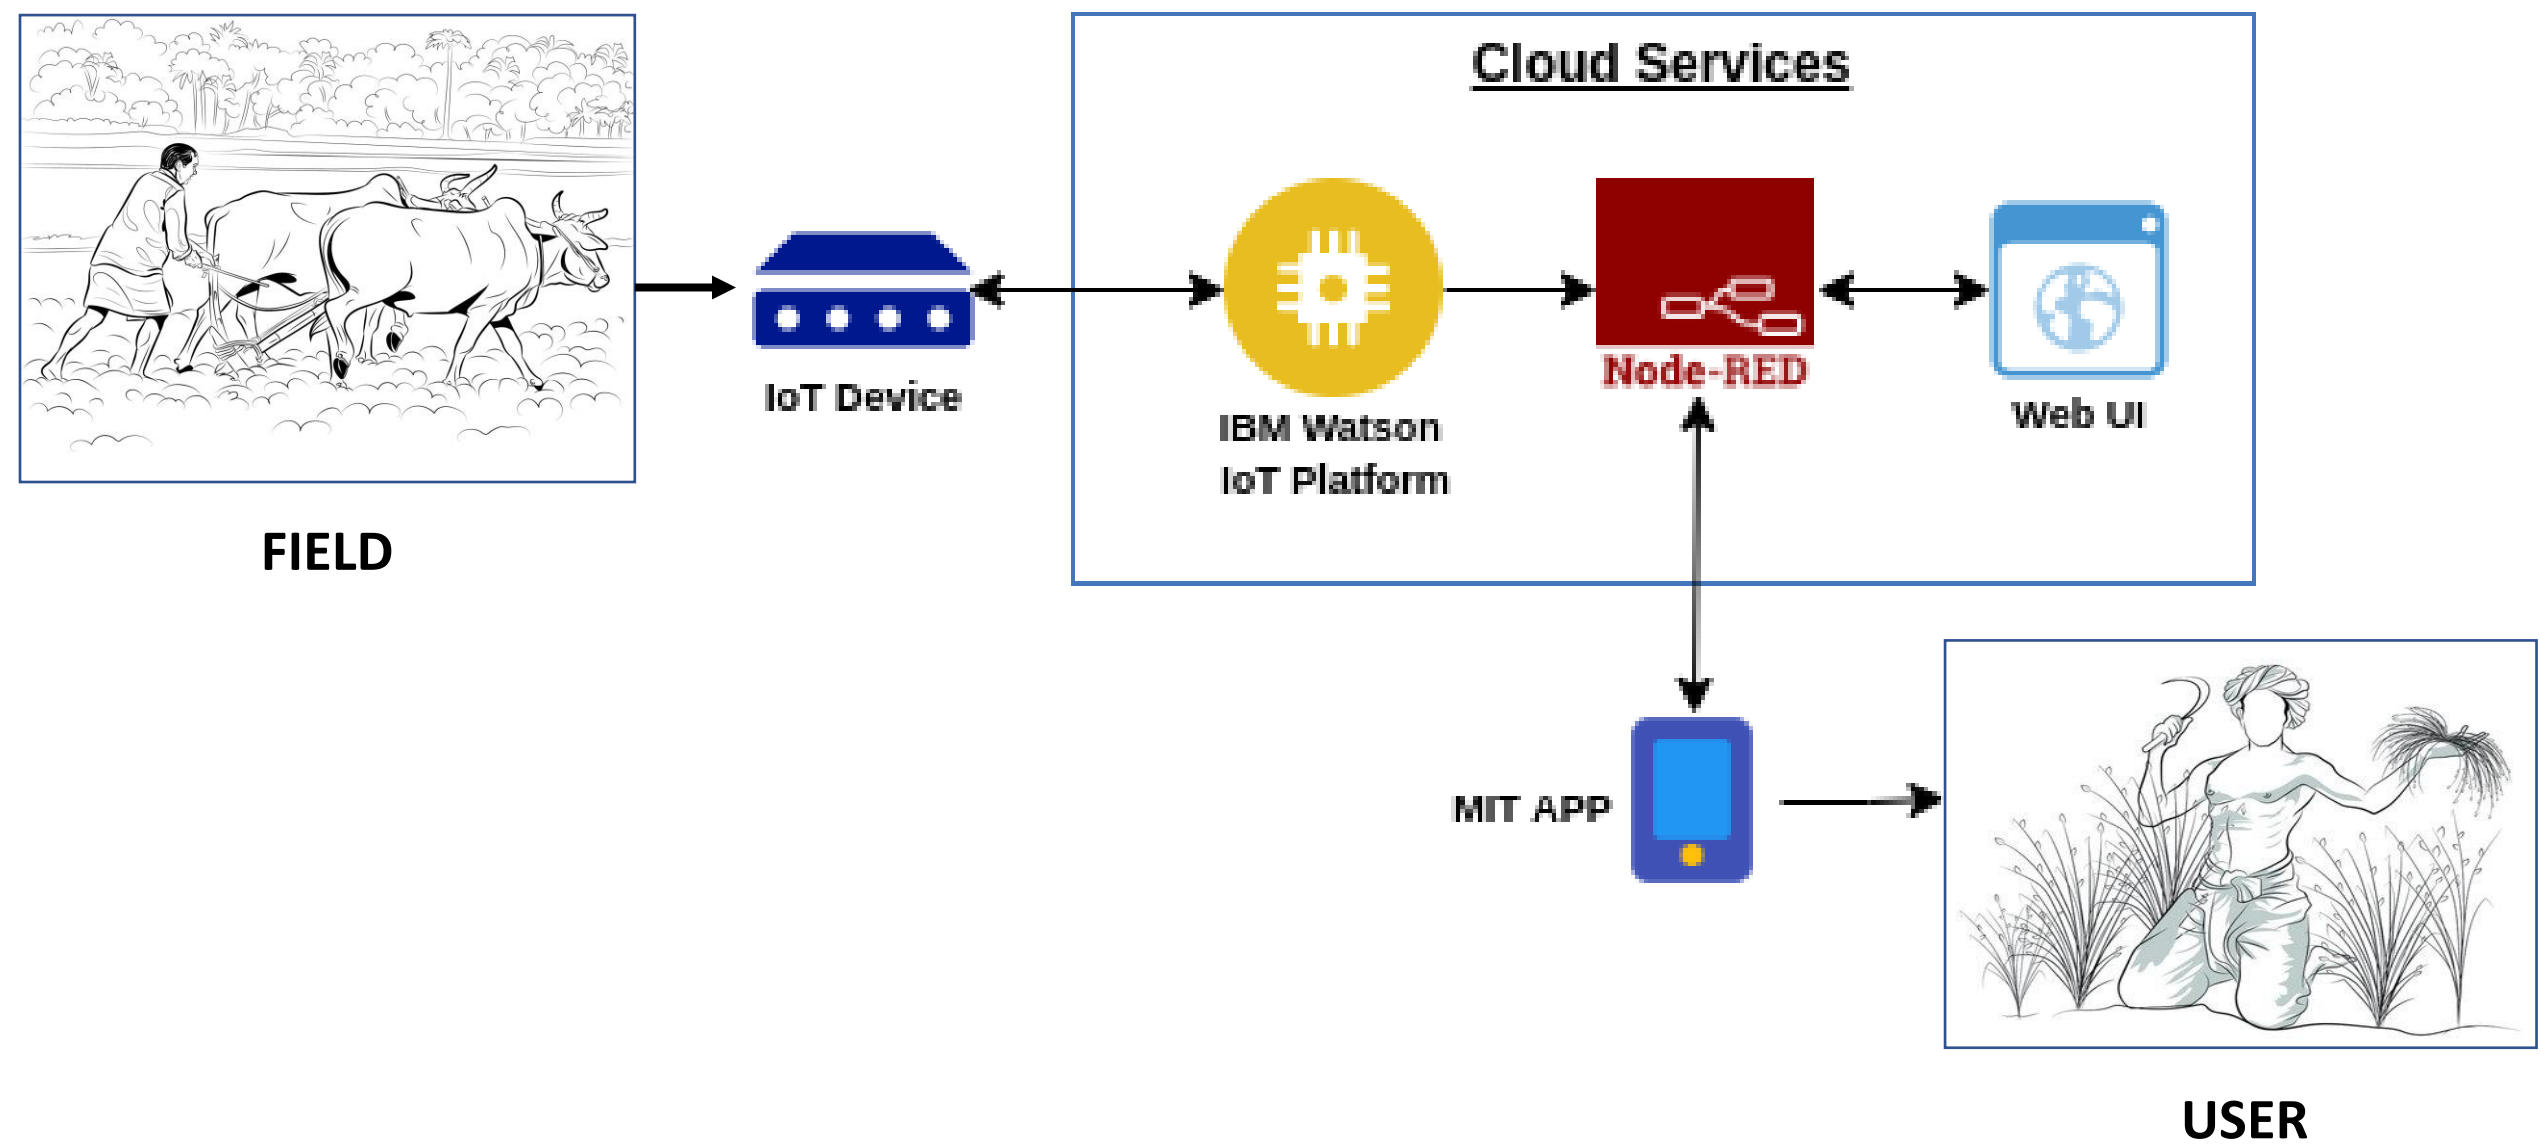 Cloud Services
Node-RED
IoT Device
Web UI
IBM Watson
IoT Platform
FIELD
MIT APP
USER